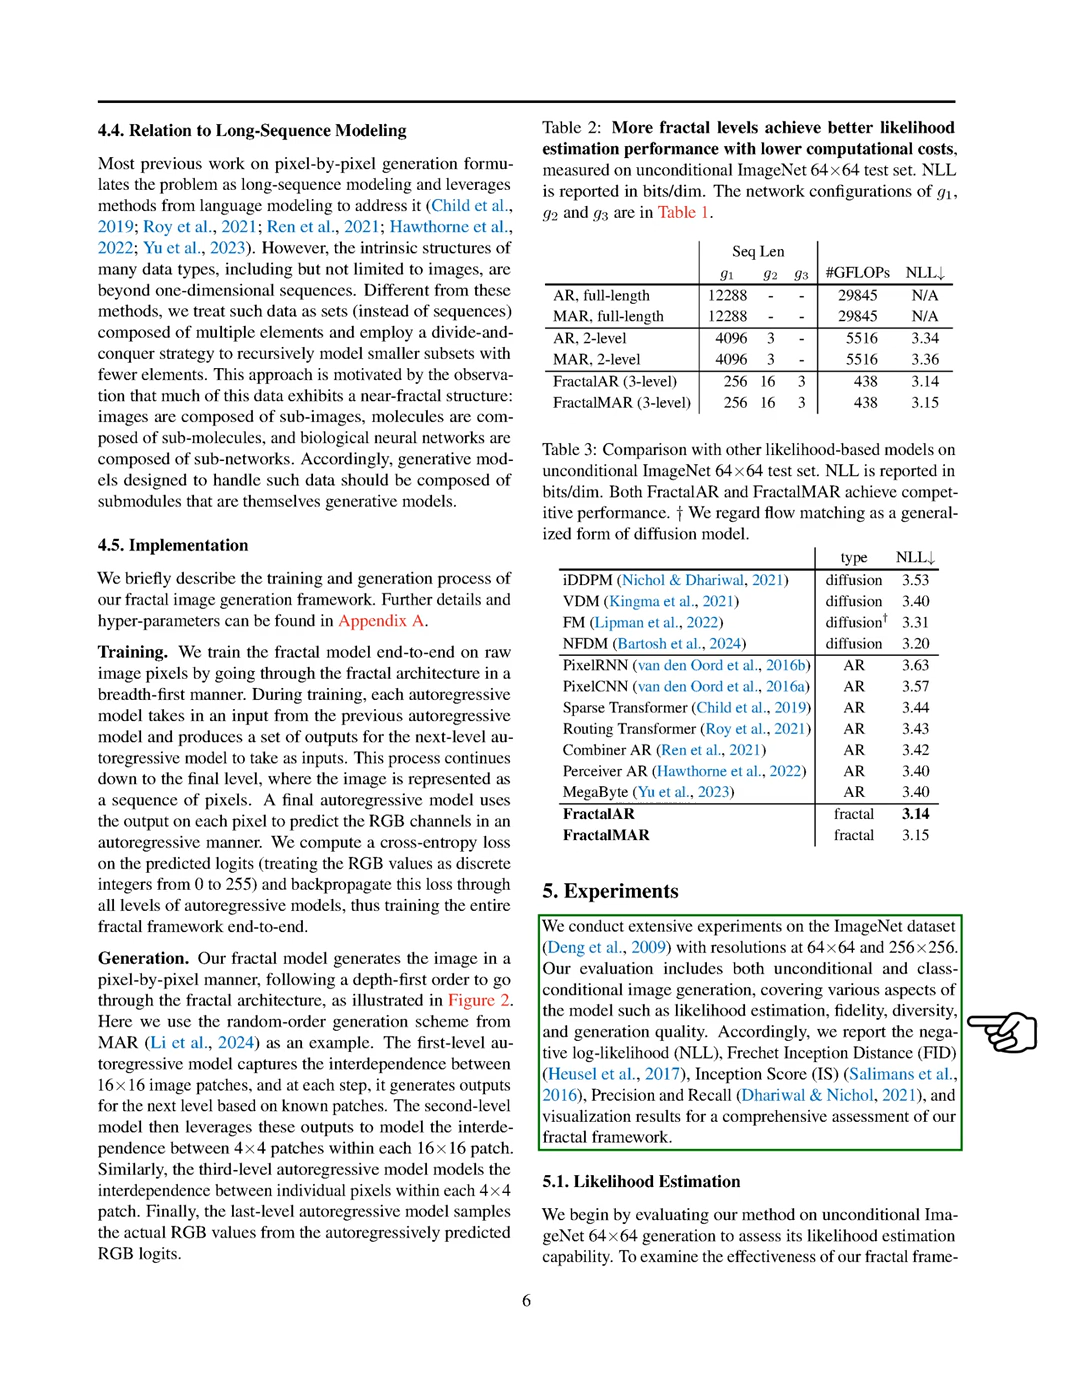 4.4. Relation to Long-Sequence Modeling
Most previous work on pixel-by-pixel generation formu-
lates the problem as long-sequence modeling and leverages
methods from language modeling to address it (Child et al.,
2019; Roy et al., 2021; Ren et al., 2021; Hawthorne et al.,
2022; Yu et al., 2023). However, the intrinsic structures of
many data types, including but not limited to images, are
beyond one-dimensional sequences. Different from these
methods, we treat such data as sets (instead of sequences)
composed of multiple elements and employ a divide-and-
conquer strategy to recursively model smaller subsets with
fewer elements. This approach is motivated by the observa-
tion that much of this data exhibits a near-fractal structure:
images are composed of sub-images, molecules are com-
posed of sub-molecules, and biological neural networks are
composed of sub-networks. Accordingly, generative mod-
els designed to handle such data should be composed of
submodules that are themselves generative models.
4.5. Implementation
We briefly describe the training and generation process of
our fractal image generation framework. Further details and
hyper-parameters can be found in Appendix A.
Training. We train the fractal model end-to-end on raw
image pixels by going through the fractal architecture in a
breadth-first manner. During training, each autoregressive
model takes in an input from the previous autoregressive
model and produces a set of outputs for the next-level au-
toregressive model to take as inputs. This process continues
down to the final level, where the image is represented as
a sequence of pixels. A final autoregressive model uses
the output on each pixel to predict the RGB channels in an
autoregressive manner. We compute a cross-entropy loss
on the predicted logits (treating the RGB values as discrete
integers from 0 to 255) and backpropagate this loss through
all levels of autoregressive models, thus training the entire
fractal framework end-to-end.
Generation. Our fractal model generates the image in a
pixel-by-pixel manner, following a depth-first order to go
through the fractal architecture, as illustrated in Figure 2.
Here we use the random-order generation scheme from
MAR (Li et al., 2024) as an example. The first-level au-
toregressive model captures the interdependence between
16×16 image patches, and at each step, it generates outputs
for the next level based on known patches. The second-level
model then leverages these outputs to model the interde-
pendence between 4×4 patches within each 16×16 patch.
Similarly, the third-level autoregressive model models the
interdependence between individual pixels within each 4×4
patch. Finally, the last-level autoregressive model samples
the actual RGB values from the autoregressively predicted
RGB logits.
Table 2: More fractal levels achieve better likelihood
estimation performance with lower computational costs,
measured on unconditional ImageNet 64×64 test set. NLL
is reported in bits/dim. The network configurations of g1,
g2 and g3 are in Table 1.
Seq Len
g1 g2 g3 #GFLOPs NLL↓
AR, full-length 12288 - - 29845 N/A
MAR, full-length 12288 - - 29845 N/A
AR, 2-level 4096 3 - 5516 3.34
MAR, 2-level 4096 3 - 5516 3.36
FractalAR (3-level) 256 16 3 438 3.14
FractalMAR (3-level) 256 16 3 438 3.15
Table 3: Comparison with other likelihood-based models on
unconditional ImageNet 64×64 test set. NLL is reported in
bits/dim. Both FractalAR and FractalMAR achieve compet-
itive performance. † We regard flow matching as a general-
ized form of diffusion model.
type NLL↓
iDDPM (Nichol & Dhariwal, 2021) diffusion 3.53
VDM (Kingma et al., 2021) diffusion 3.40
FM (Lipman et al., 2022) diffusion† 3.31
NFDM (Bartosh et al., 2024) diffusion 3.20
PixelRNN (van den Oord et al., 2016b) AR 3.63
PixelCNN (van den Oord et al., 2016a) AR 3.57
Sparse Transformer (Child et al., 2019) AR 3.44
Routing Transformer (Roy et al., 2021) AR 3.43
Combiner AR (Ren et al., 2021) AR 3.42
Perceiver AR (Hawthorne et al., 2022) AR 3.40
MegaByte (Yu et al., 2023) AR 3.40
FractalAR fractal 3.14
FractalMAR fractal 3.15
5. Experiments
We conduct extensive experiments on the ImageNet dataset
(Deng et al., 2009) with resolutions at 64×64 and 256×256.
Our evaluation includes both unconditional and class-
conditional image generation, covering various aspects of
the model such as likelihood estimation, fidelity, diversity,
and generation quality. Accordingly, we report the nega-
tive log-likelihood (NLL), Frechet Inception Distance (FID)
(Heusel et al., 2017), Inception Score (IS) (Salimans et al.,
2016), Precision and Recall (Dhariwal & Nichol, 2021), and
visualization results for a comprehensive assessment of our
fractal framework.
5.1. Likelihood Estimation
We begin by evaluating our method on unconditional Ima-
geNet 64×64 generation to assess its likelihood estimation
capability. To examine the effectiveness of our fractal frame-
6